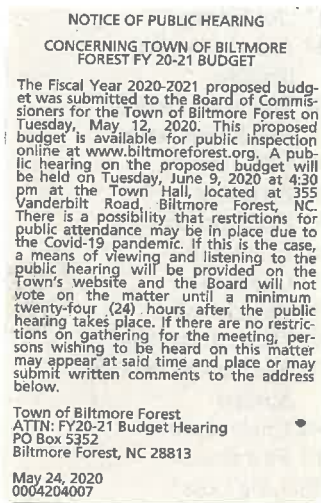 NOTICE OF PUBLIC HEARING
CONCERNING TOWN OF BILTMORE
FOREST FY 20-21 BUDGET
The Fiscal Year 2020-2021 proposed budg-
et was submitted to the Board of Commis-
sioners for the Town of Biltmore Forest on
Tuesday, May 12, 2020. This proposed
budget is available for public inspection
online at www.biltmoreforest.org. A pub-
lic hearing on the proposed budget will
be held on Tuesday, June 9, 2020 at 4:30
pm at the Town Hall, located at 355
Vanderbilt Road, Biltmore Forest, NC.
There is a possibility that restrictions for
public attendance may be in place due to
the Covid-19 pandemic. If this is the case,
a means of viewing and listening to the
public hearing will be provided on the
Town's website and the Board will not
vote on the matter until a minimum
twenty-four (24) hours after the public
hearing takes place. If there are no restric-
tions on gathering for the meeting, per-
sons wishing to be heard on this matter
may appear at said time and place or may
submit written comments to the address
below.
Town of Biltmore Forest
ATTN: FY20-21 Budget Hearing
PO Box 5352
Biltmore Forest, NC 28813
May 24, 2020
0004204007